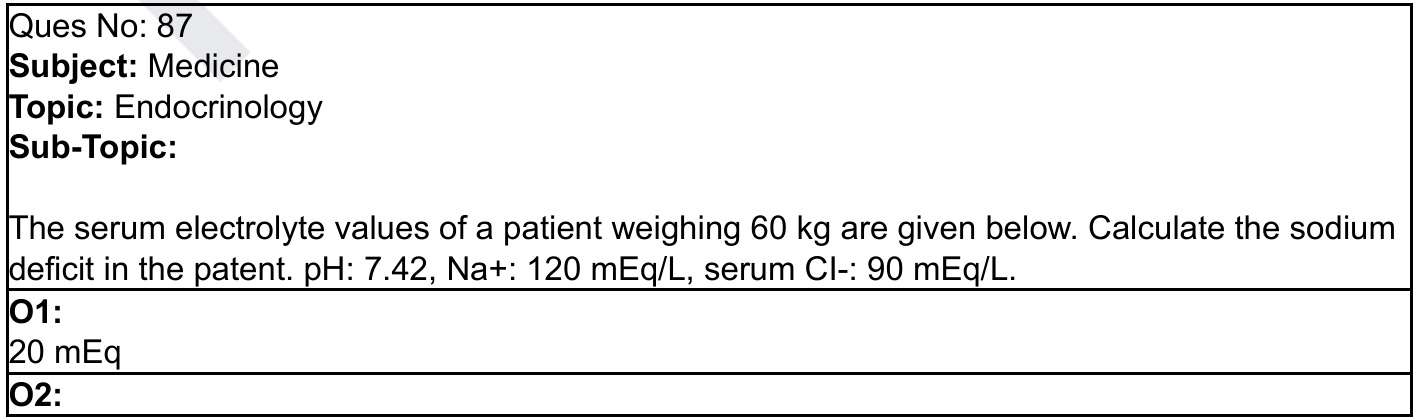 Ques No: 87
Subject: Medicine
Topic: Endocrinology
Sub-Topic:
The serum electrolyte values of a patient weighing 60 kg are given below. Calculate the sodium
deficit in the patent. pH: 7.42, Na+: 120 mEq/L, serum CI-: 90 mEq/L.
O1:
20 mEq
O2: